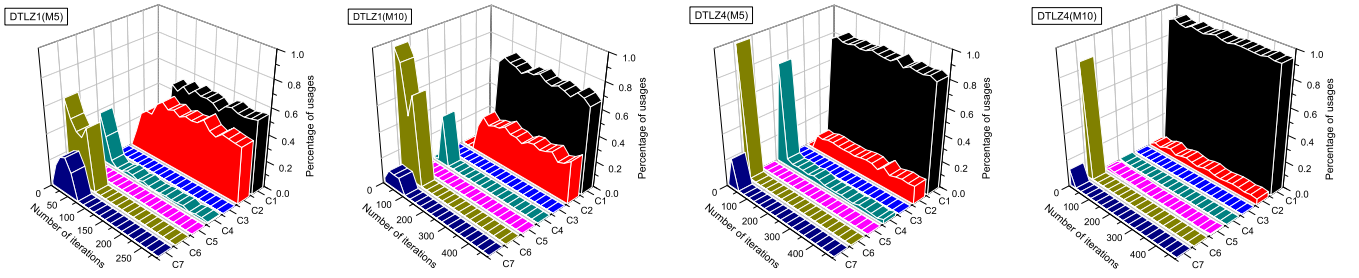 DTLZ1(M5)
1.0
0.8
0.6
0.4
0.2
0.0
Percentage of usages
0
50
100
150
200
250
Number of iterations
C1
C2
C3
C4
C5
C6
C7
DTLZ1(M10)
1.0
0.8
0.6
0.4
0.2
0.0
Percentage of usages
0
100
200
300
400
Number of iterations
C1
C2
C3
C4
C5
C6
C7
DTLZ4(M5)
1.0
0.8
0.6
0.4
0.2
0.0
Percentage of usages
0
100
200
300
400
Number of iterations
C1
C2
C3
C4
C5
C6
C7
DTLZ4(M10)
1.0
0.8
0.6
0.4
0.2
0.0
Percentage of usages
0
100
200
300
400
Number of iterations
C1
C2
C3
C4
C5
C6
C7